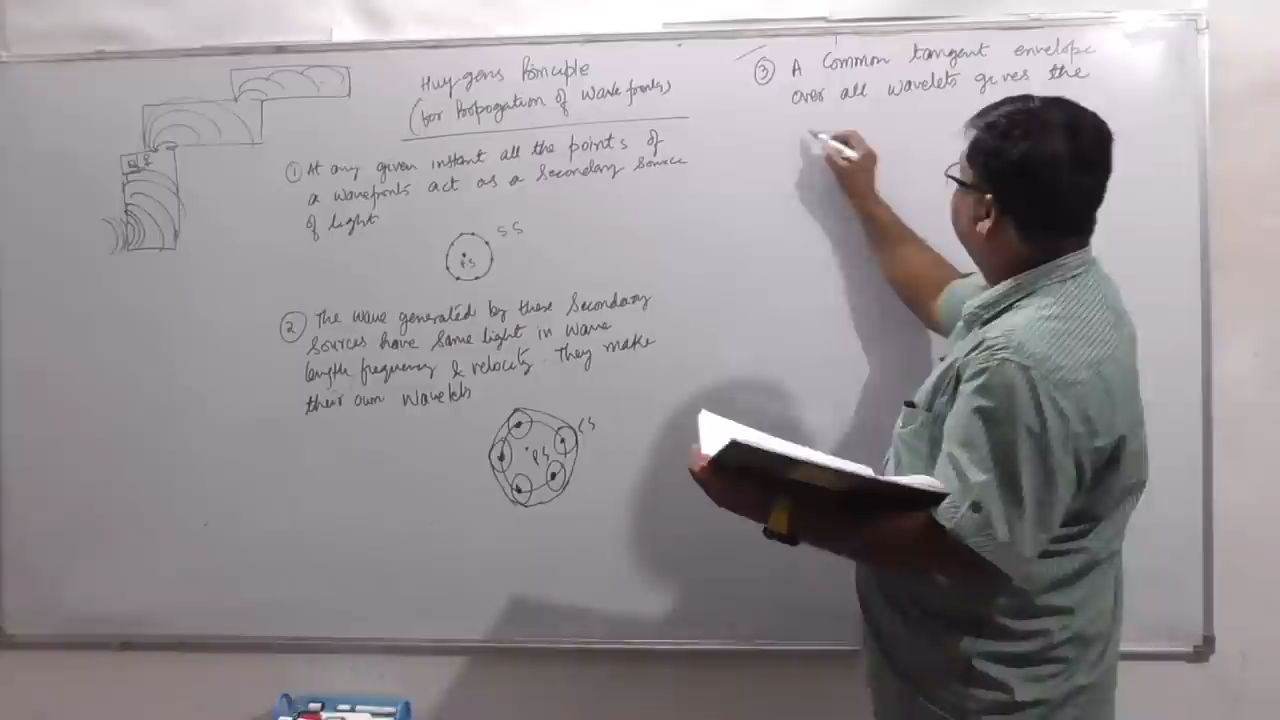 Huygens Principle
(For Propogation of Wave fronts)
① At any given instant all the points of
a wavefronts act as a Secondary Source
of light
SS
PS
② The wave generated by these Secondary
Sources have same light in wave
length frequency & velocity. They make
their own Wavelets
SS
PS
③ A Common tangent envelope
over all wavelets gives the